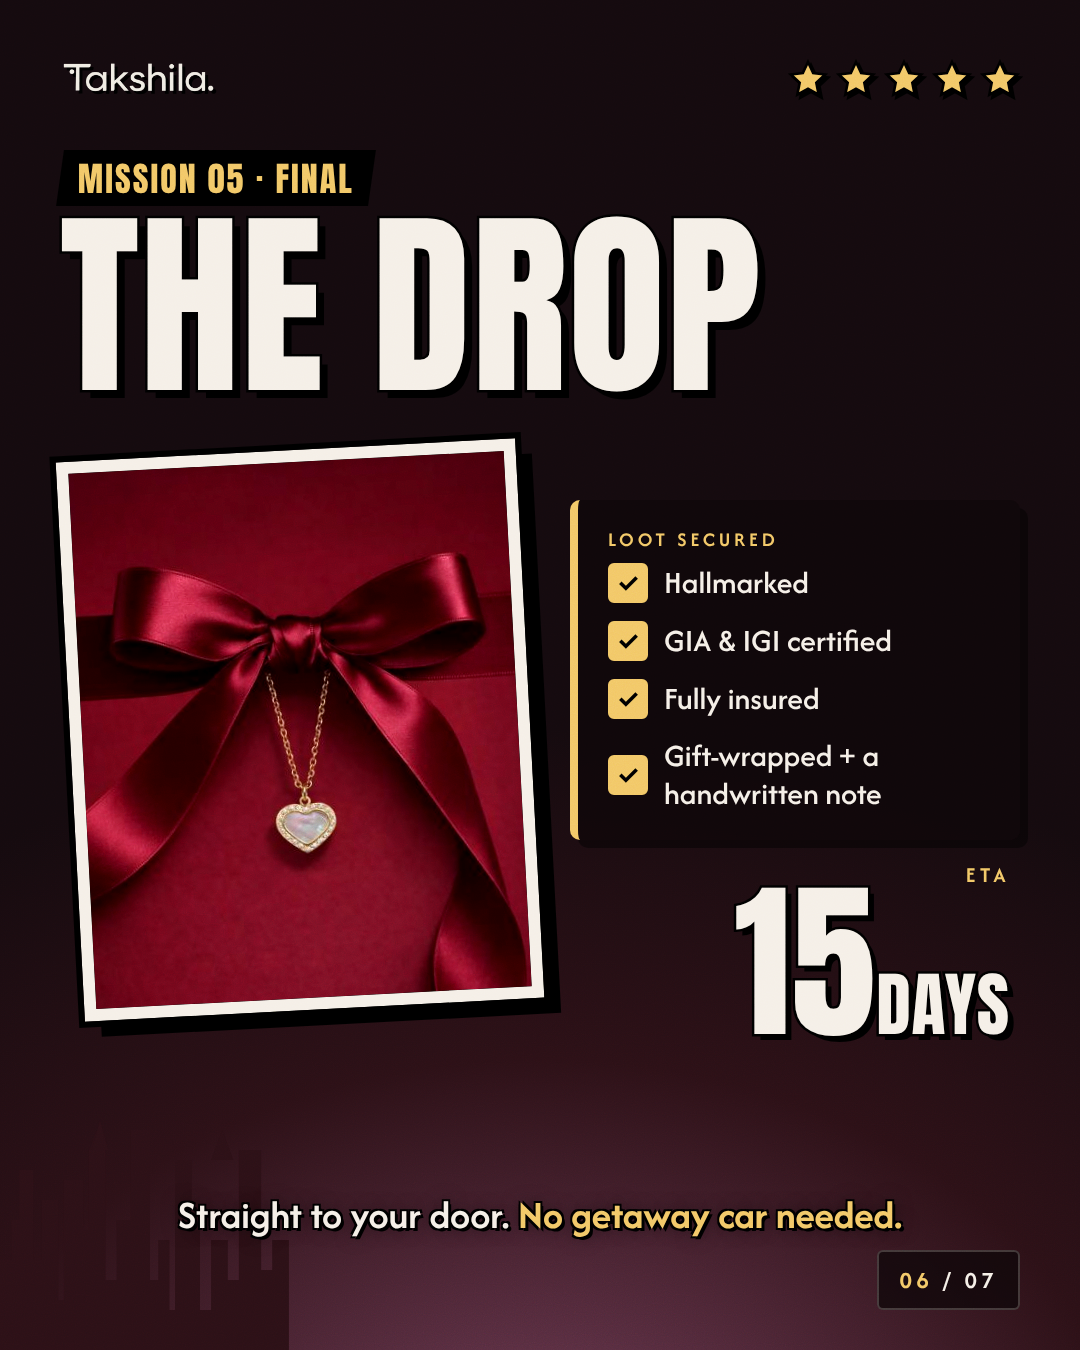 Takshila.
MISSION 05 · FINAL
THE DROP
LOOT SECURED
Hallmarked
GIA & IGI certified
Fully insured
Gift-wrapped + a
handwritten note
ETA
15 DAYS
Straight to your door. No getaway car needed.
06 / 07